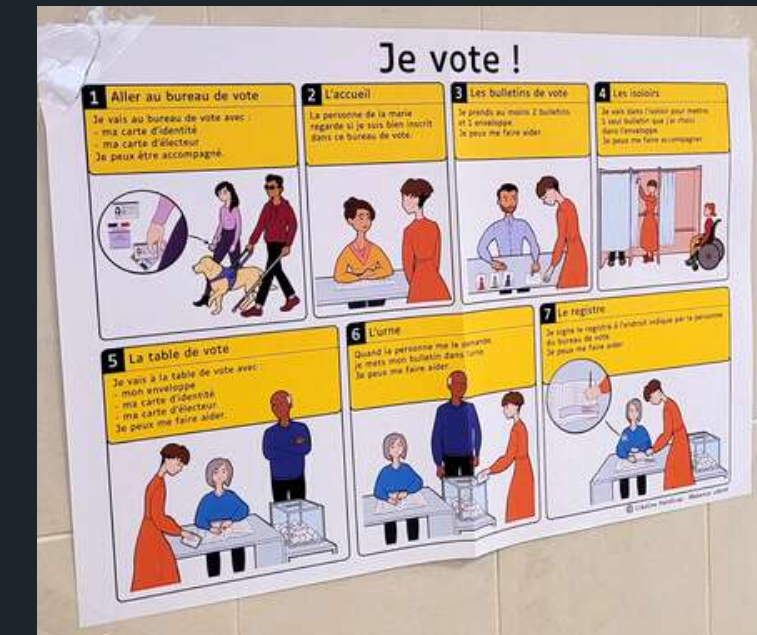 Je vote !
1 Aller au bureau de vote
Je vais au bureau de vote avec :
- ma carte d'identité
- ma carte d'électeur
Je peux être accompagné.
2 L'accueil
La personne de la marie
regarde si je suis bien inscrit
dans ce bureau de vote.
3 Les bulletins de vote
Je prends au moins 2 bulletins
et 1 enveloppe.
Je peux me faire aider.
4 Les isoloirs
Je vais dans l'isoloir pour mettre
1 seul bulletin que j'ai choisi
dans l'enveloppe.
Je peux me faire accompagner.
5 La table de vote
Je vais à la table de vote avec :
- mon enveloppe
- ma carte d'identité
- ma carte d'électeur.
Je peux me faire aider.
6 L'urne
Quand la personne me le demande
je mets mon bulletin dans l'urne
Je peux me faire aider.
7 Le registre
Je signe le registre à l'endroit indiqué par la personne
du bureau de vote.
Je peux me faire aider
©
Handicap